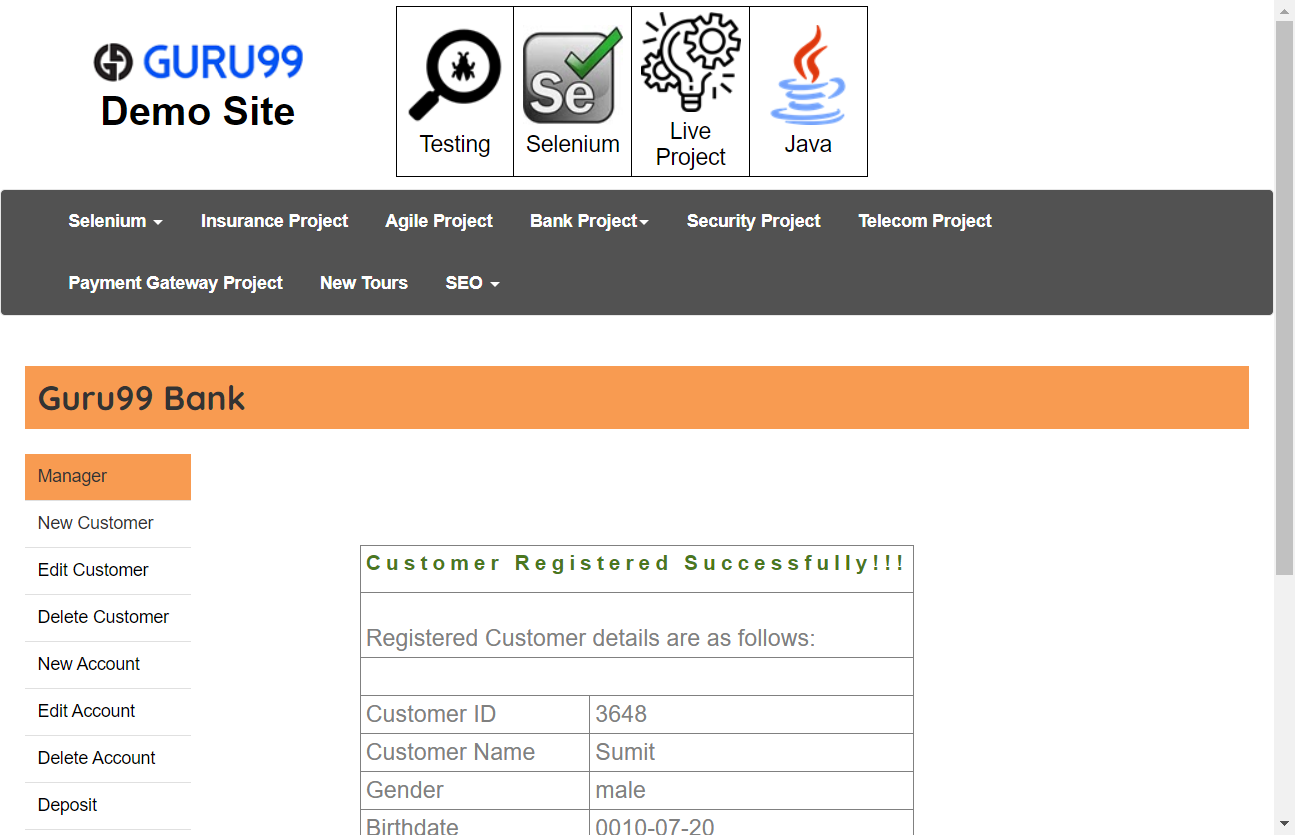 GURU99
Demo Site
Testing
Se
Selenium
Live
Project
Java
Selenium Insurance Project Agile Project Bank Project Security Project Telecom Project
Payment Gateway Project New Tours SEO
Guru99 Bank
Manager
New Customer
Edit Customer
Delete Customer
New Account
Edit Account
Delete Account
Deposit
Customer Registered Successfully!!!
Registered Customer details are as follows:
Customer ID 3648
Customer Name Sumit
Gender male
Birthdate 0010-07-20